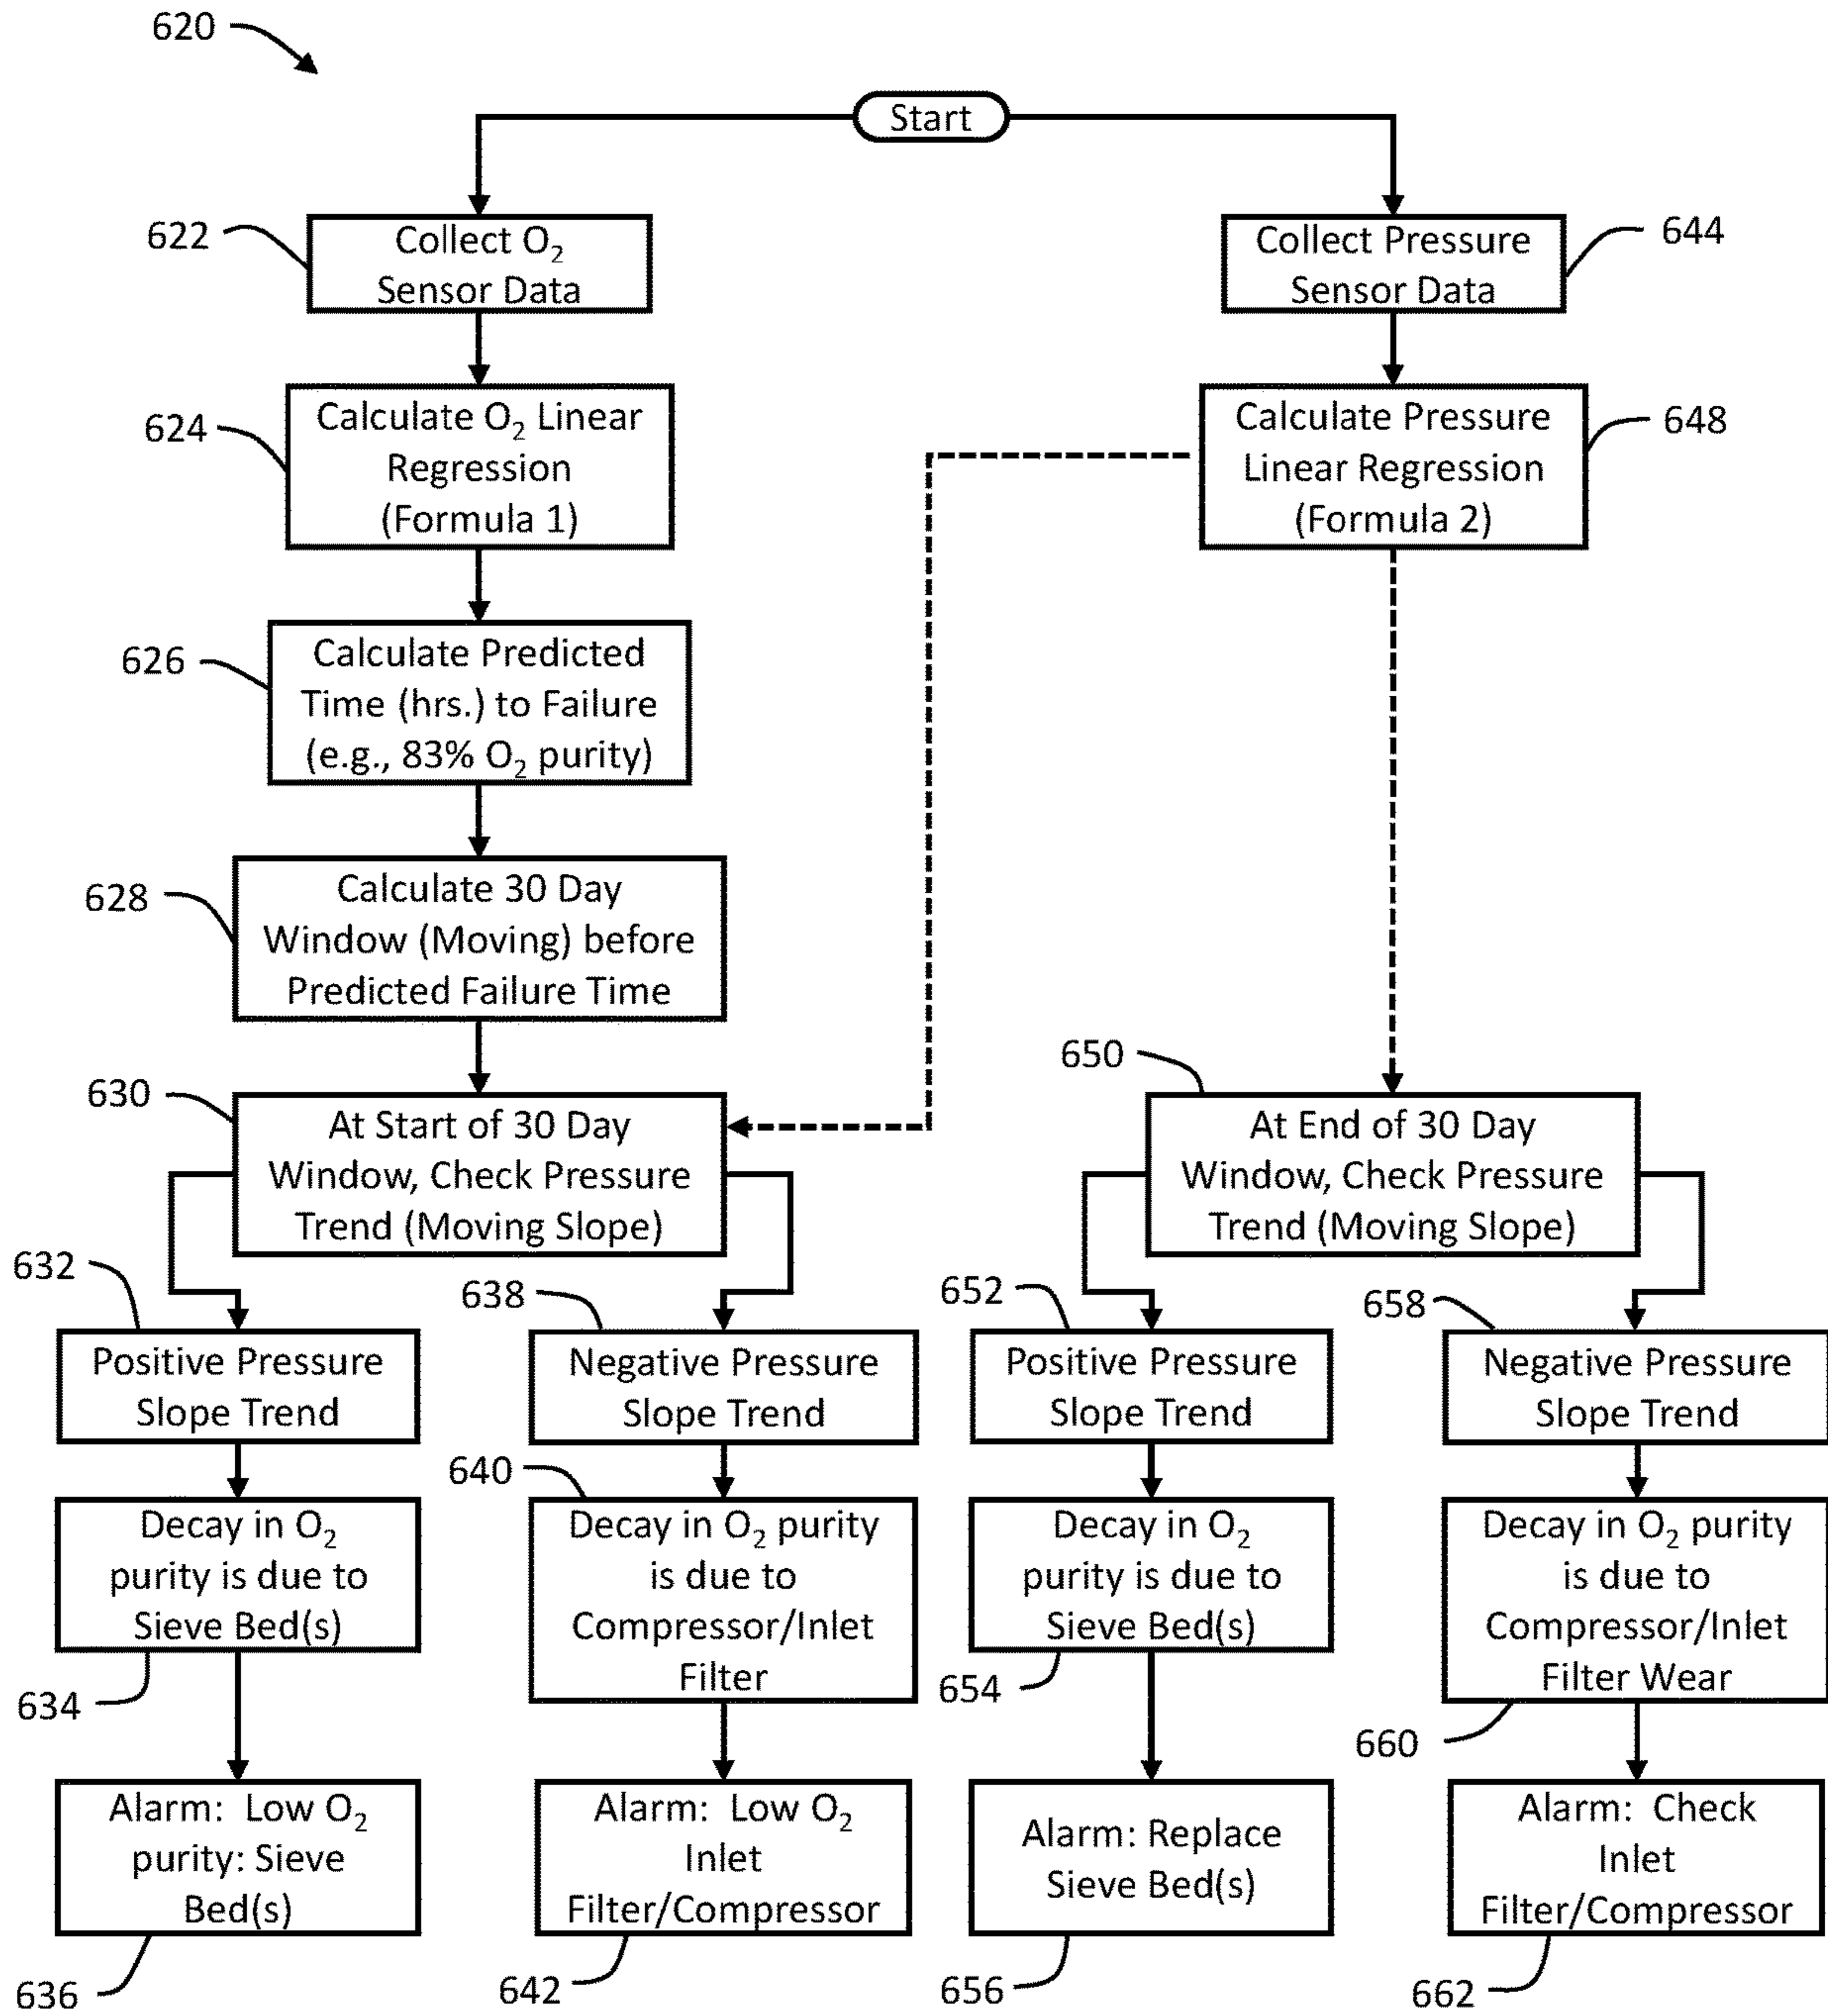 620
Start
622
Collect O₂
Sensor Data
Collect Pressure
Sensor Data
644
624
Calculate O₂ Linear
Regression
(Formula 1)
Calculate Pressure
Linear Regression
(Formula 2)
648
626
Calculate Predicted
Time (hrs.) to Failure
(e.g., 83% O₂ purity)
628
Calculate 30 Day
Window (Moving) before
Predicted Failure Time
630
At Start of 30 Day
Window, Check Pressure
Trend (Moving Slope)
650
At End of 30 Day
Window, Check Pressure
Trend (Moving Slope)
632
Positive Pressure
Slope Trend
638
Negative Pressure
Slope Trend
652
Positive Pressure
Slope Trend
658
Negative Pressure
Slope Trend
Decay in O₂
purity is due to
Sieve Bed(s)
634
640
Decay in O₂ purity
is due to
Compressor/Inlet
Filter
Decay in O₂
purity is due to
Sieve Bed(s)
654
Decay in O₂ purity
is due to
Compressor/Inlet
Filter Wear
660
Alarm: Low O₂
purity: Sieve
Bed(s)
636
Alarm: Low O₂
Inlet
Filter/Compressor
642
Alarm: Replace
Sieve Bed(s)
656
Alarm: Check
Inlet
Filter/Compressor
662